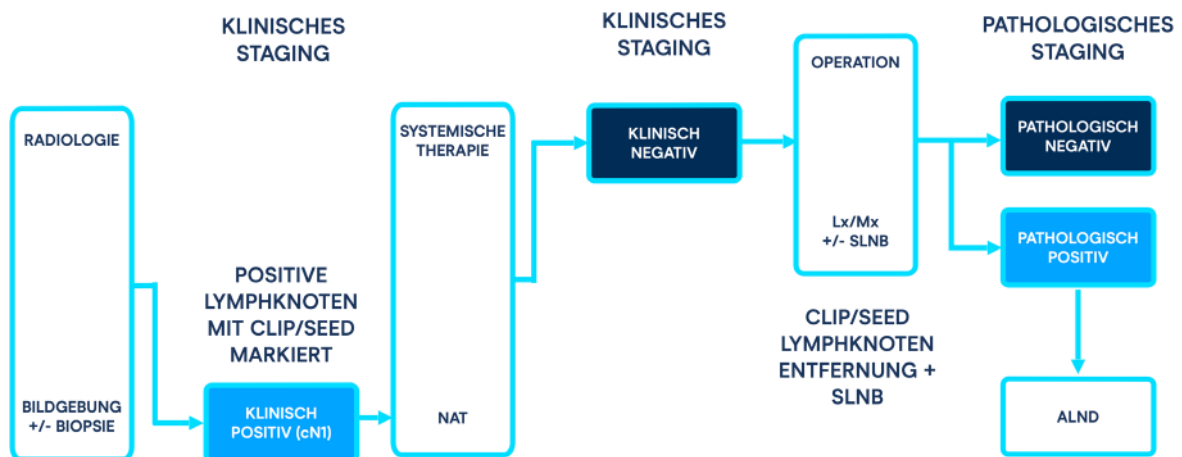 KLINISCHES
STAGING
KLINISCHES
STAGING
PATHOLOGISCHES
STAGING
RADIOLOGIE
BILDGEBUNG
+/- BIOPSIE
POSITIVE
LYMPHKNOTEN
MIT CLIP/SEED
MARKIERT
KLINISCH
POSITIV (cN1)
SYSTEMISCHE
THERAPIE
NAT
KLINISCH
NEGATIV
OPERATION
Lx/Mx
+/- SLNB
CLIP/SEED
LYMPHKNOTEN
ENTFERNUNG +
SLNB
PATHOLOGISCH
NEGATIV
PATHOLOGISCH
POSITIV
ALND